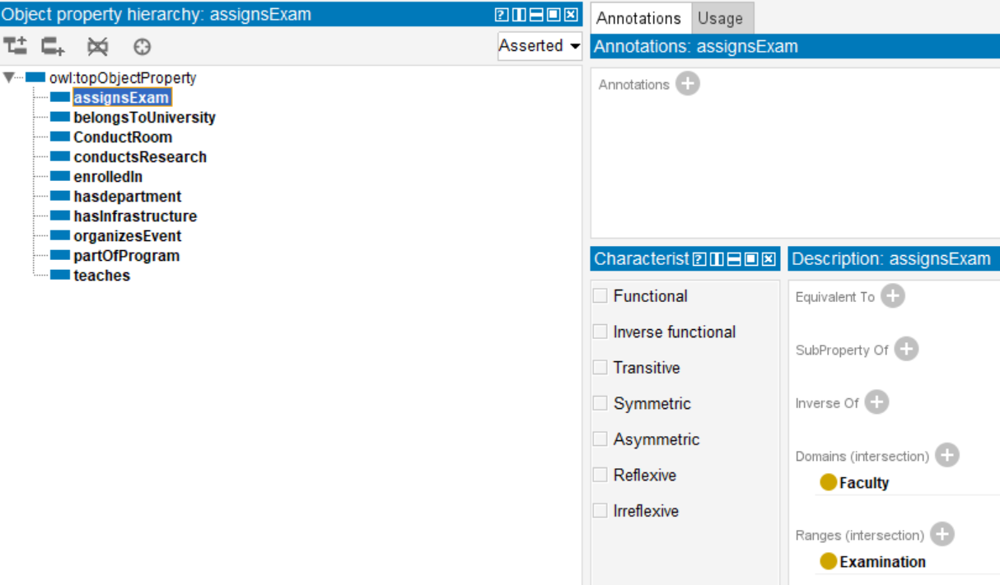 Object property hierarchy: assignsExam
Asserted
owl:topObjectProperty
assignsExam
belongsToUniversity
ConductRoom
conductsResearch
enrolledIn
hasdepartment
hasInfrastructure
organizesEvent
partOfProgram
teaches
Annotations Usage
Annotations: assignsExam
Annotations
Characterist
Functional
Inverse functional
Transitive
Symmetric
Asymmetric
Reflexive
Irreflexive
Description: assignsExam
Equivalent To
SubProperty Of
Inverse Of
Domains (intersection)
Faculty
Ranges (intersection)
Examination